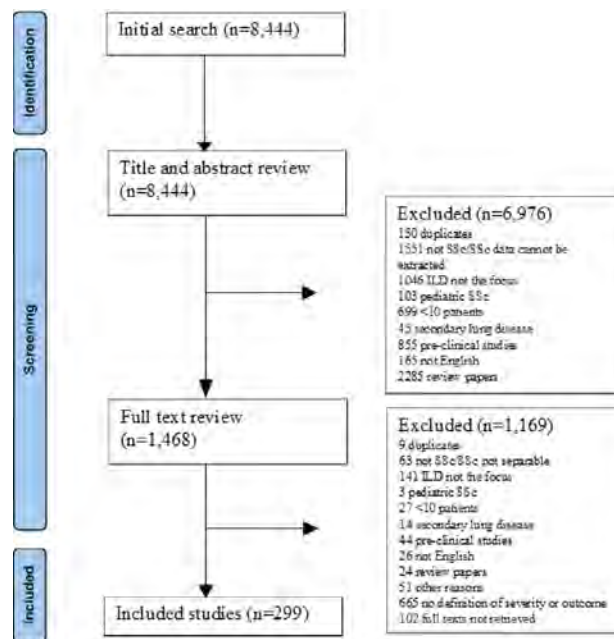 Identification
Initial search (n=8,444)
Screening
Title and abstract review
(n=8,444)
Excluded (n=6,976)
150 duplicates
1551 not SSc/SSc data cannot be
extracted
1046 ILD not the focus
103 pediatric SSc
699 <10 patients
45 secondary lung disease
855 pre-clinical studies
165 not English
2285 review papers
Full text review
(n=1,468)
Excluded (n=1,169)
9 duplicates
63 not SSc/SSc not separable
141 ILD not the focus
3 pediatric SSc
27 <10 patients
14 secondary lung disease
44 pre-clinical studies
26 not English
24 review papers
51 other reasons
665 no definition of severity or outcome
102 full texts not retrieved
Included
Included studies (n=299)